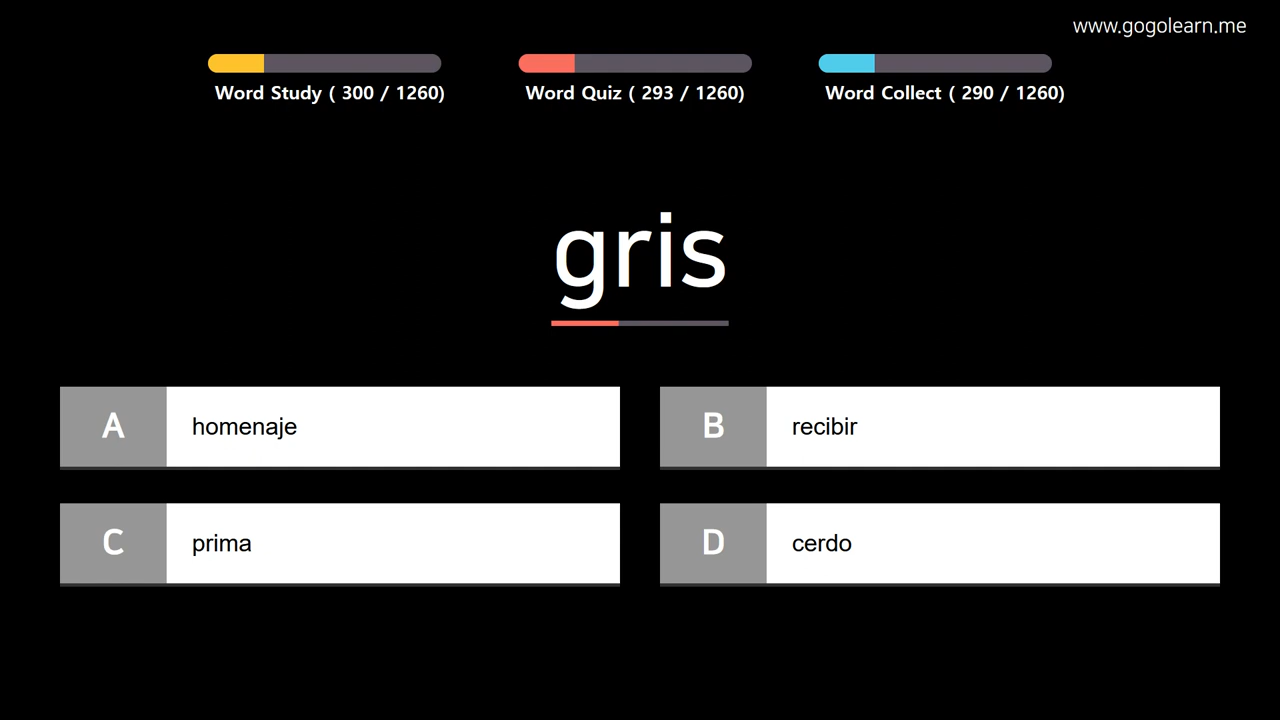 www.gogolearn.me
Word Study ( 300 / 1260)
Word Quiz ( 293 / 1260)
Word Collect ( 290 / 1260)
gris
A homenaje
B recibir
C prima
D cerdo